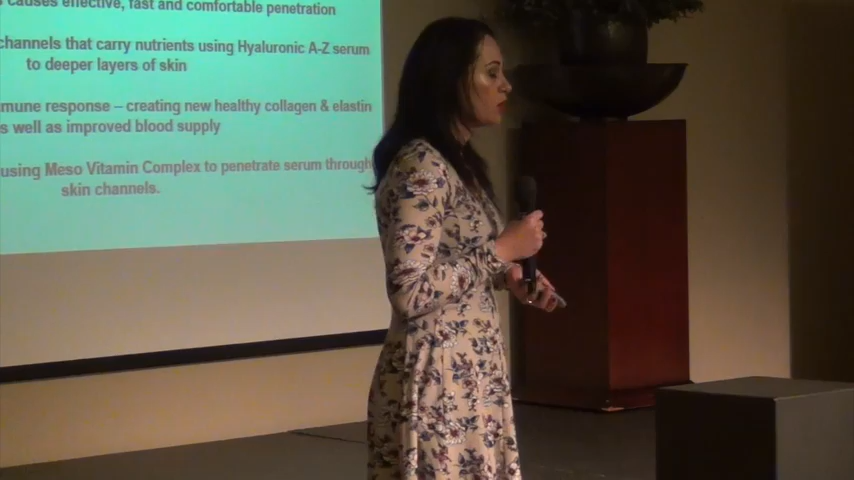 causes effective, fast and comfortable penetration
channels that carry nutrients using Hyaluronic A-Z serum
to deeper layers of skin
mune response – creating new healthy collagen & elastin
s well as improved blood supply
using Meso Vitamin Complex to penetrate serum through
skin channels.